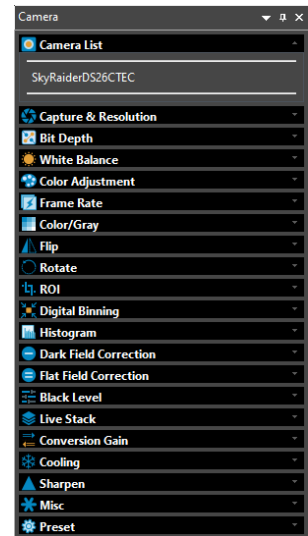 Camera
Camera List
SkyRaiderDS26CTEC
Capture & Resolution
Bit Depth
White Balance
Color Adjustment
Frame Rate
Color/Gray
Flip
Rotate
ROI
Digital Binning
Histogram
Dark Field Correction
Flat Field Correction
Black Level
Live Stack
Conversion Gain
Cooling
Sharpen
Misc
Preset